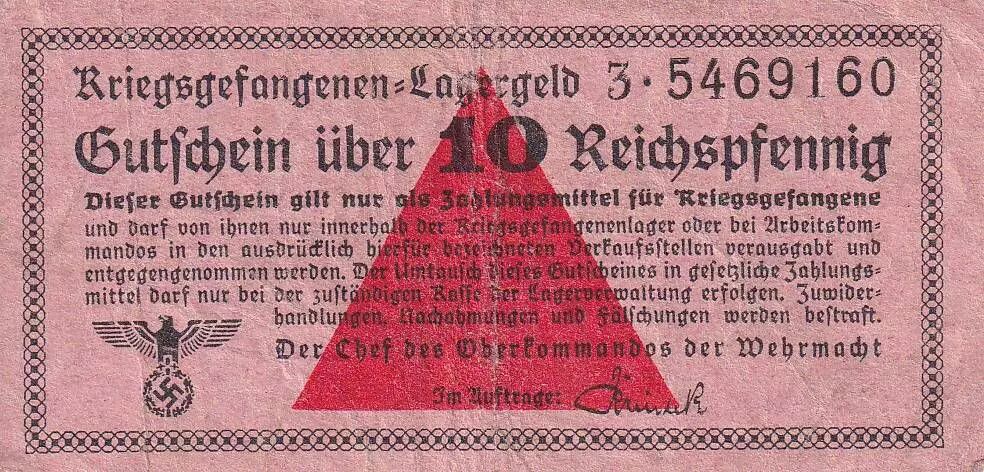 Kriegsgefangenen=Lagergeld 3·5469160
Gutschein über 10 Reichspfennig
Dieser Gutschein gilt nur als Zahlungsmittel für Kriegsgefangene
und darf von ihnen nur innerhalb der Kriegsgefangenenlager oder bei Arbeitskom=
mandos in den ausdrücklich hierfür bezeichneten Verkaufsstellen verausgabt und
entgegengenommen werden. Der Umtausch dieses Gutscheines in gesetzliche Zahlungs=
mittel darf nur bei der zuständigen Kasse der Lagerverwaltung erfolgen. Zuwider=
handlungen, Nachahmungen und Fälschungen werden bestraft.
Der Chef des Oberkommandos der Wehrmacht
Im Auftrage: